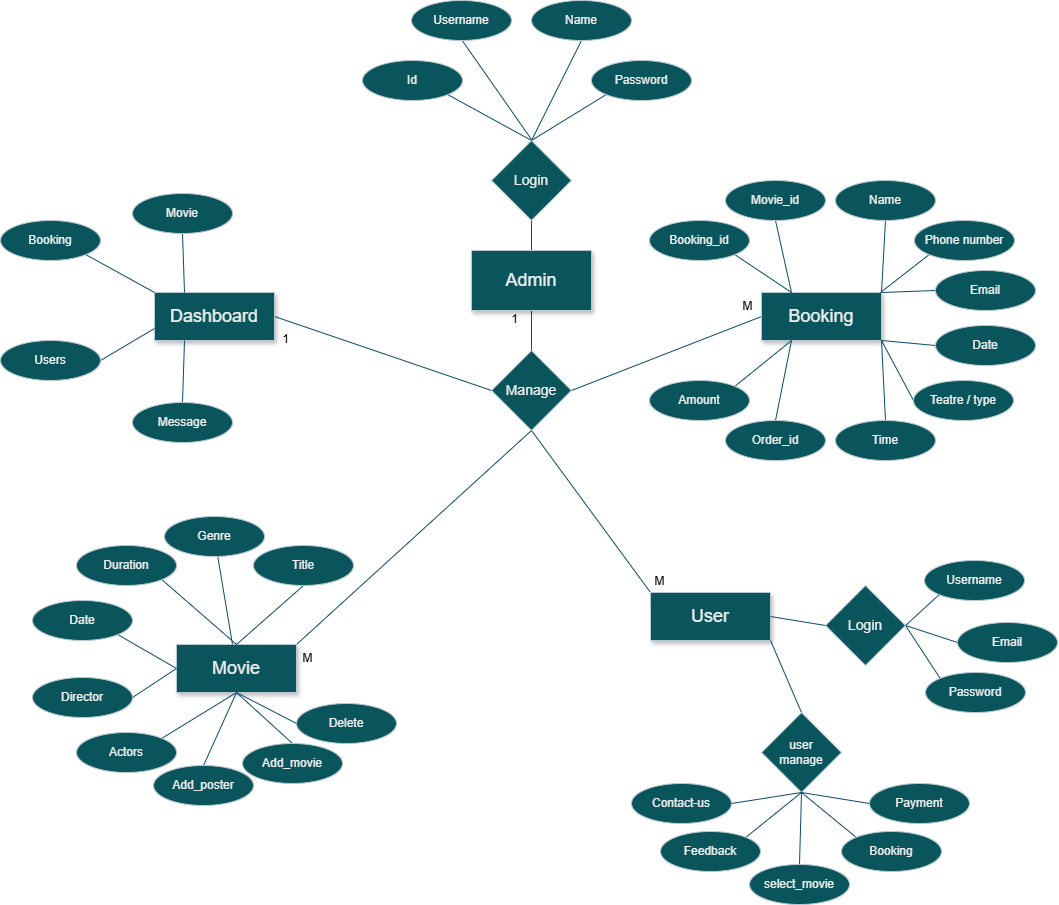 Username
Name
Id
Password
Login
Admin
1
Manage
Movie
Booking
Dashboard
1
Users
Message
Movie_id
Name
Booking_id
Phone number
Email
M
Booking
Date
Amount
Teatre / type
Order_id
Time
Genre
Duration
Title
Date
Movie
M
Director
Delete
Actors
Add_movie
Add_poster
M
User
Login
Username
Email
Password
user
manage
Contact-us
Payment
Feedback
Booking
select_movie